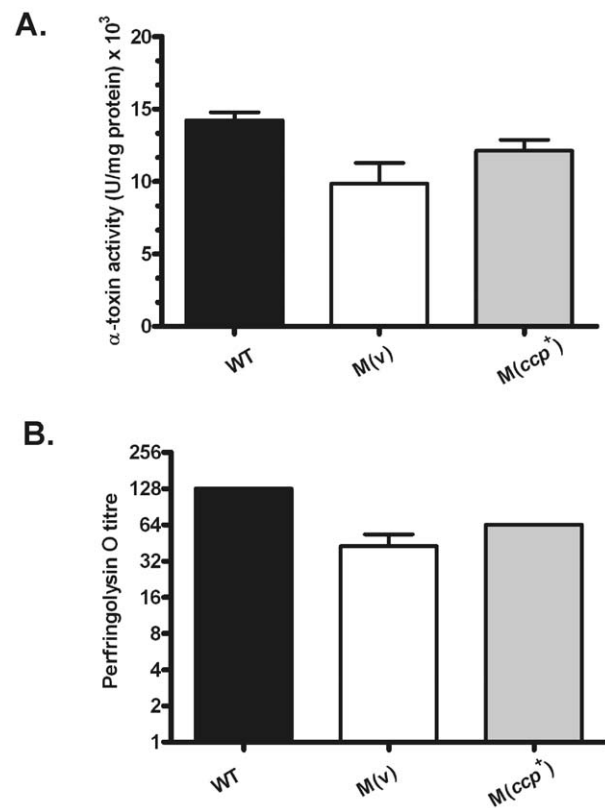 A.
α-toxin activity (U/mg protein) x 10³
20
15
10
5
0
WT
M(v)
M(ccp⁺)
B.
Perfringolysin O titre
256
128
64
32
16
8
4
2
1
WT
M(v)
M(ccp⁺)